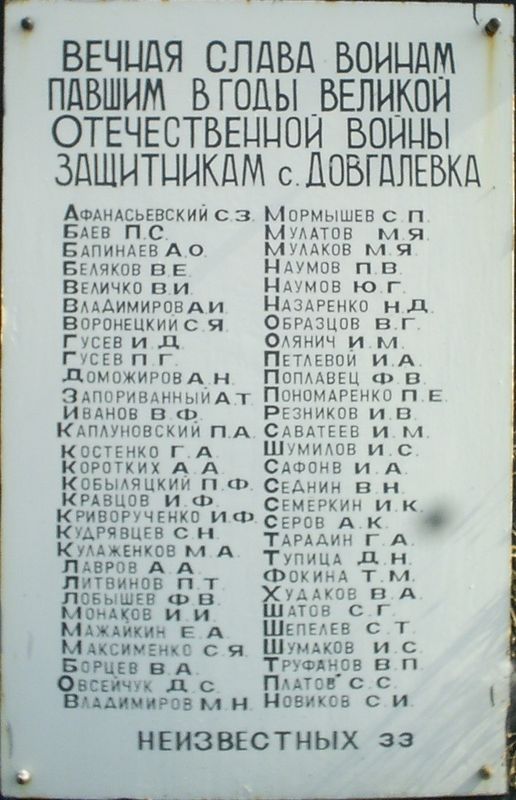 ВЕЧНАЯ СЛАВА ВОИНАМ
ПАВШИМ В ГОДЫ ВЕЛИКОЙ
ОТЕЧЕСТВЕННОЙ ВОЙНЫ
ЗАЩИТНИКАМ с. ДОВГАЛЕВКА
АФАНАСЬЕВСКИЙ С.З.
БАЕВ П.С.
БАПИНАЕВ А.О.
БЕЛЯКОВ В.Е.
ВЕЛИЧКО В.И.
ВЛАДИМИРОВ А.И.
ВОРОНЕЦКИЙ С.Я.
ГУСЕВ И.Д.
ГУСЕВ П.Г.
ДОМОЖИРОВ А.Н.
ЗАПОРИВАННЫЙ А.Т.
ИВАНОВ В.Ф.
КАПЛУНОВСКИЙ П.А.
КОСТЕНКО Г.А.
КОРОТКИХ А.А.
КОБЫЛЯЦКИЙ П.Ф.
КРАВЦОВ И.Ф.
КРИВОРУЧЕНКО И.Ф.
КУДРЯВЦЕВ С.Н.
КУЛАЖЕНКОВ М.А.
ЛАВРОВ А.А.
ЛИТВИНОВ П.Т.
ЛОБЫШЕВ Ф.В.
МОНАКОВ И.И.
МАЖАЙКИН Е.А.
МАКСИМЕНКО С.Я.
БОРЦЕВ В.А.
ОВСЕЙЧУК Д.С.
ВЛАДИМИРОВ М.Н.
МОРМЫШЕВ С.П.
МУЛАТОВ М.Я.
МУЛАКОВ М.Я.
НАУМОВ П.В.
НАУМОВ Ю.Г.
НАЗАРЕНКО Н.Д.
ОБРАЗЦОВ В.Г.
ОЛЯНИЧ И.М.
ПЕТЛЕВОЙ И.А.
ПОПЛАВЕЦ Ф.В.
ПОНОМАРЕНКО П.Е.
РЕЗНИКОВ И.В.
САВАТЕЕВ И.М.
ШУМИЛОВ И.С.
САФОНВ И.А.
СЕДНИН В.Н.
СЕМЕРКИН И.К.
СЕРОВ А.К.
ТАРАДИН Г.А.
ТУПИЦА Д.Н.
ФОКИНА Т.М.
ХУДАКОВ В.А.
ШАТОВ С.Г.
ШЕПЕЛЕВ С.Т.
ШУМАКОВ И.С.
ТРУФАНОВ В.П.
ПЛАТОВ С.С.
НОВИКОВ С.И.
НЕИЗВЕСТНЫХ 33